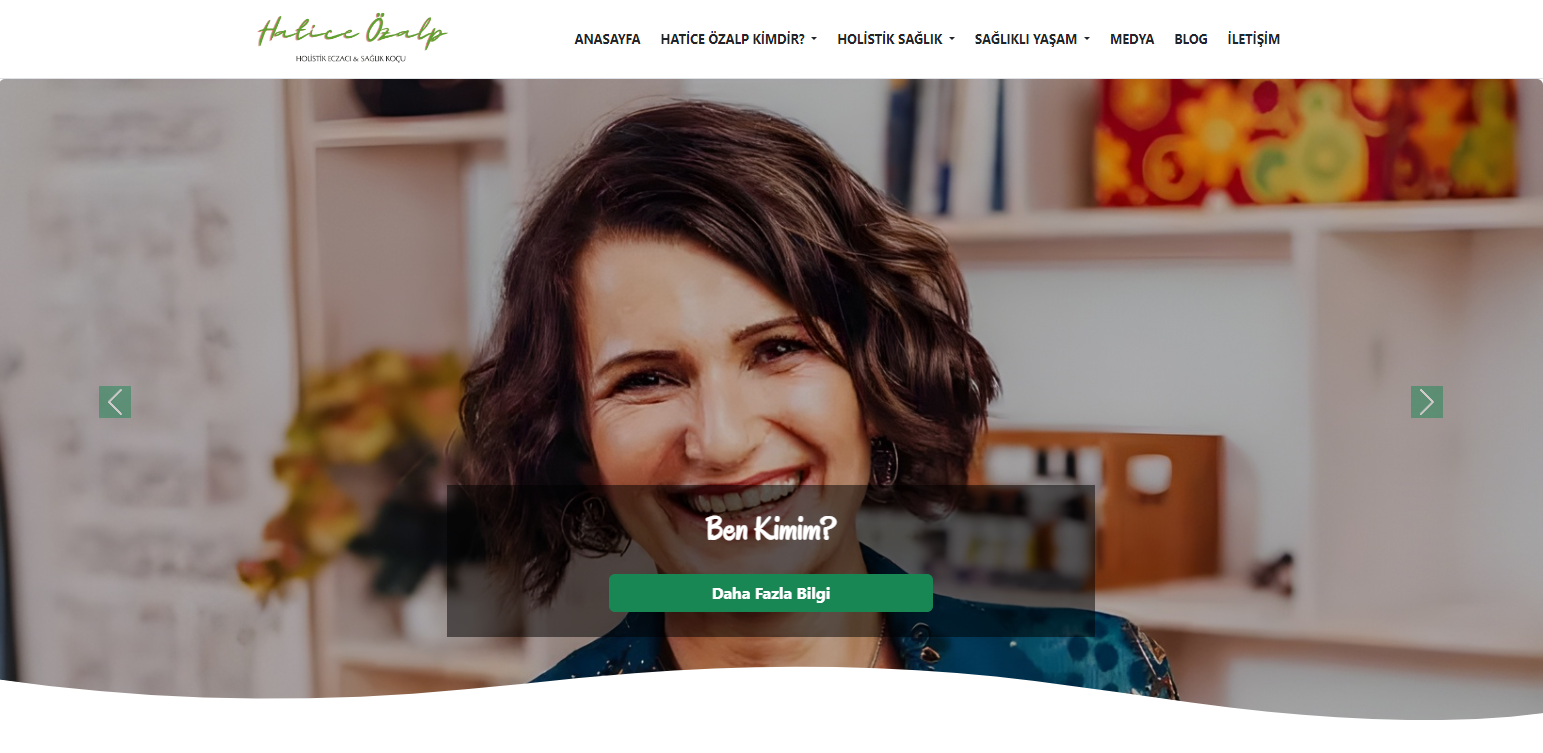 Hatice Özalp
HOLİSTİK ECZACI & SAĞLIK KOÇU
ANASAYFA HATİCE ÖZALP KİMDİR? HOLİSTİK SAĞLIK SAĞLIKLI YAŞAM MEDYA BLOG İLETİŞİM
Ben Kimim?
Daha Fazla Bilgi